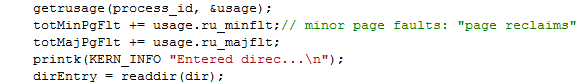 getrusage(process_id, &usage);
totMinPgFlt += usage.ru_minflt;// minor page faults: "page reclaims"
totMajPgFlt += usage.ru_majflt;
printk(KERN_INFO "Entered direc...\n");
dirEntry = readdir(dir);